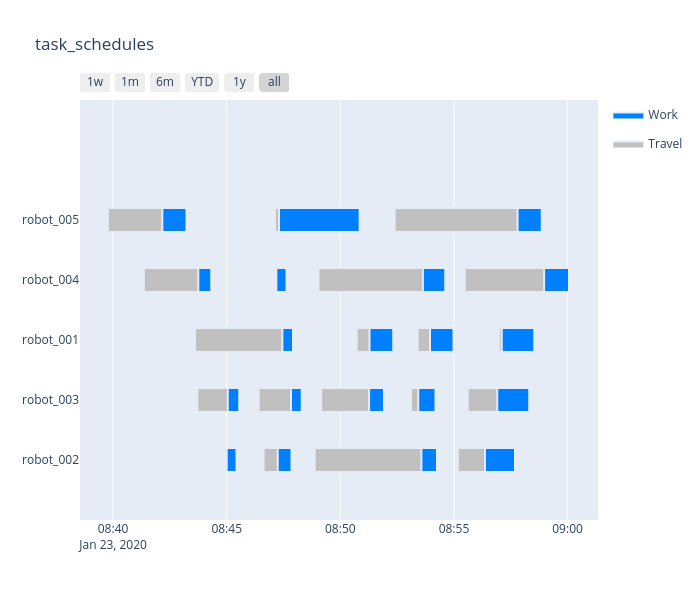 task_schedules
1w 1m 6m YTD 1y all
Work
Travel
robot_005
robot_004
robot_001
robot_003
robot_002
08:40 08:45 08:50 08:55 09:00
Jan 23, 2020